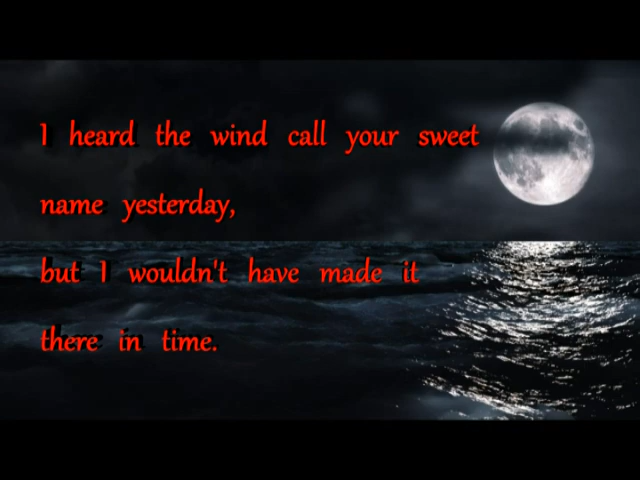 I heard the wind call your sweet
name yesterday,
but I wouldn't have made it
there in time.